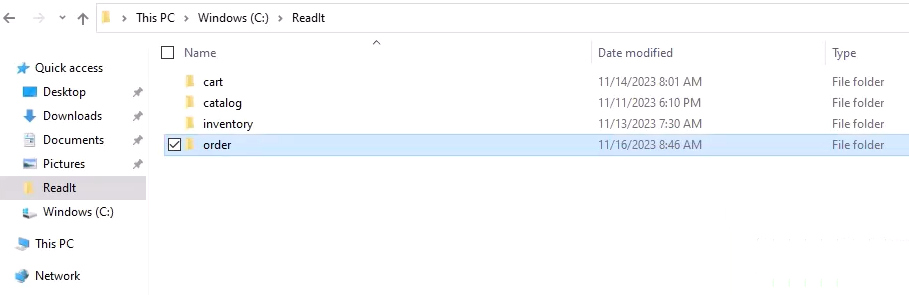 This PC > Windows (C:) > ReadIt
Name Date modified Type
Quick access
Desktop
Downloads
Documents
Pictures
ReadIt
Windows (C:)
This PC
Network
cart 11/14/2023 8:01 AM File folder
catalog 11/11/2023 6:10 PM File folder
inventory 11/13/2023 7:30 AM File folder
order 11/16/2023 8:46 AM File folder